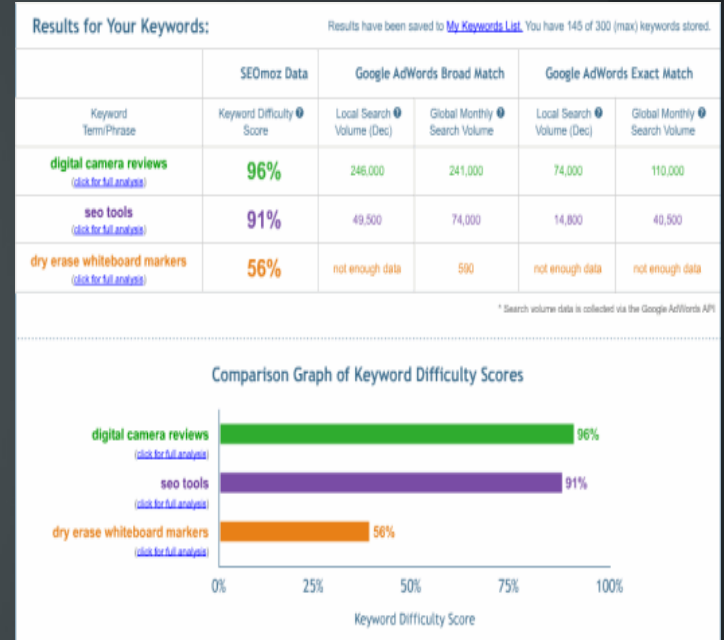 Results for Your Keywords:
Results have been saved to My Keywords List. You have 145 of 300 (max) keywords stored.
SEOmoz Data Google AdWords Broad Match Google AdWords Exact Match
Keyword Term/Phrase
Keyword Difficulty Score
Local Search Volume (Dec)
Global Monthly Search Volume
Local Search Volume (Dec)
Global Monthly Search Volume
digital camera reviews 96% 246,000 241,000 74,000 110,000
(click for full analysis)
seo tools 91% 49,500 74,000 14,800 40,500
(click for full analysis)
dry erase whiteboard markers 56% not enough data 590 not enough data not enough data
(click for full analysis)
* Search volume data is collected via the Google AdWords API
Comparison Graph of Keyword Difficulty Scores
digital camera reviews 96%
(click for full analysis)
seo tools 91%
(click for full analysis)
dry erase whiteboard markers 56%
(click for full analysis)
0% 25% 50% 75% 100%
Keyword Difficulty Score